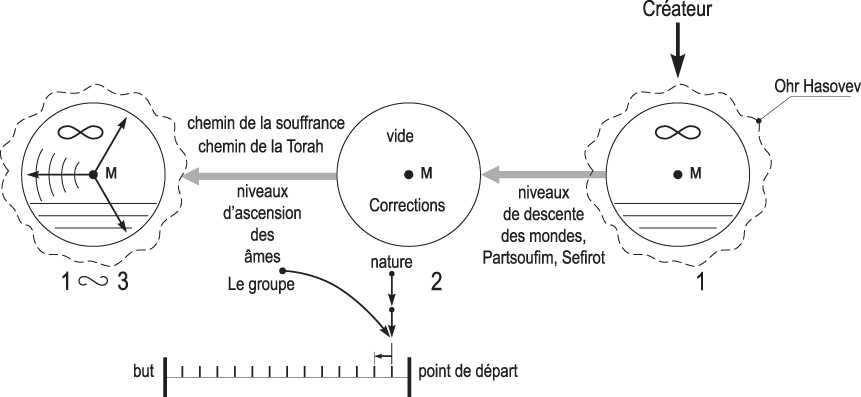 Créateur
Ohr Hasovev
∞
M
1 ∾ 3
chemin de la souffrance
chemin de la Torah
niveaux
d'ascension
des
âmes
Le groupe
vide
M
Corrections
nature
2
niveaux
de descente
des mondes,
Partsoufim, Sefirot
∞
M
1
but
point de départ